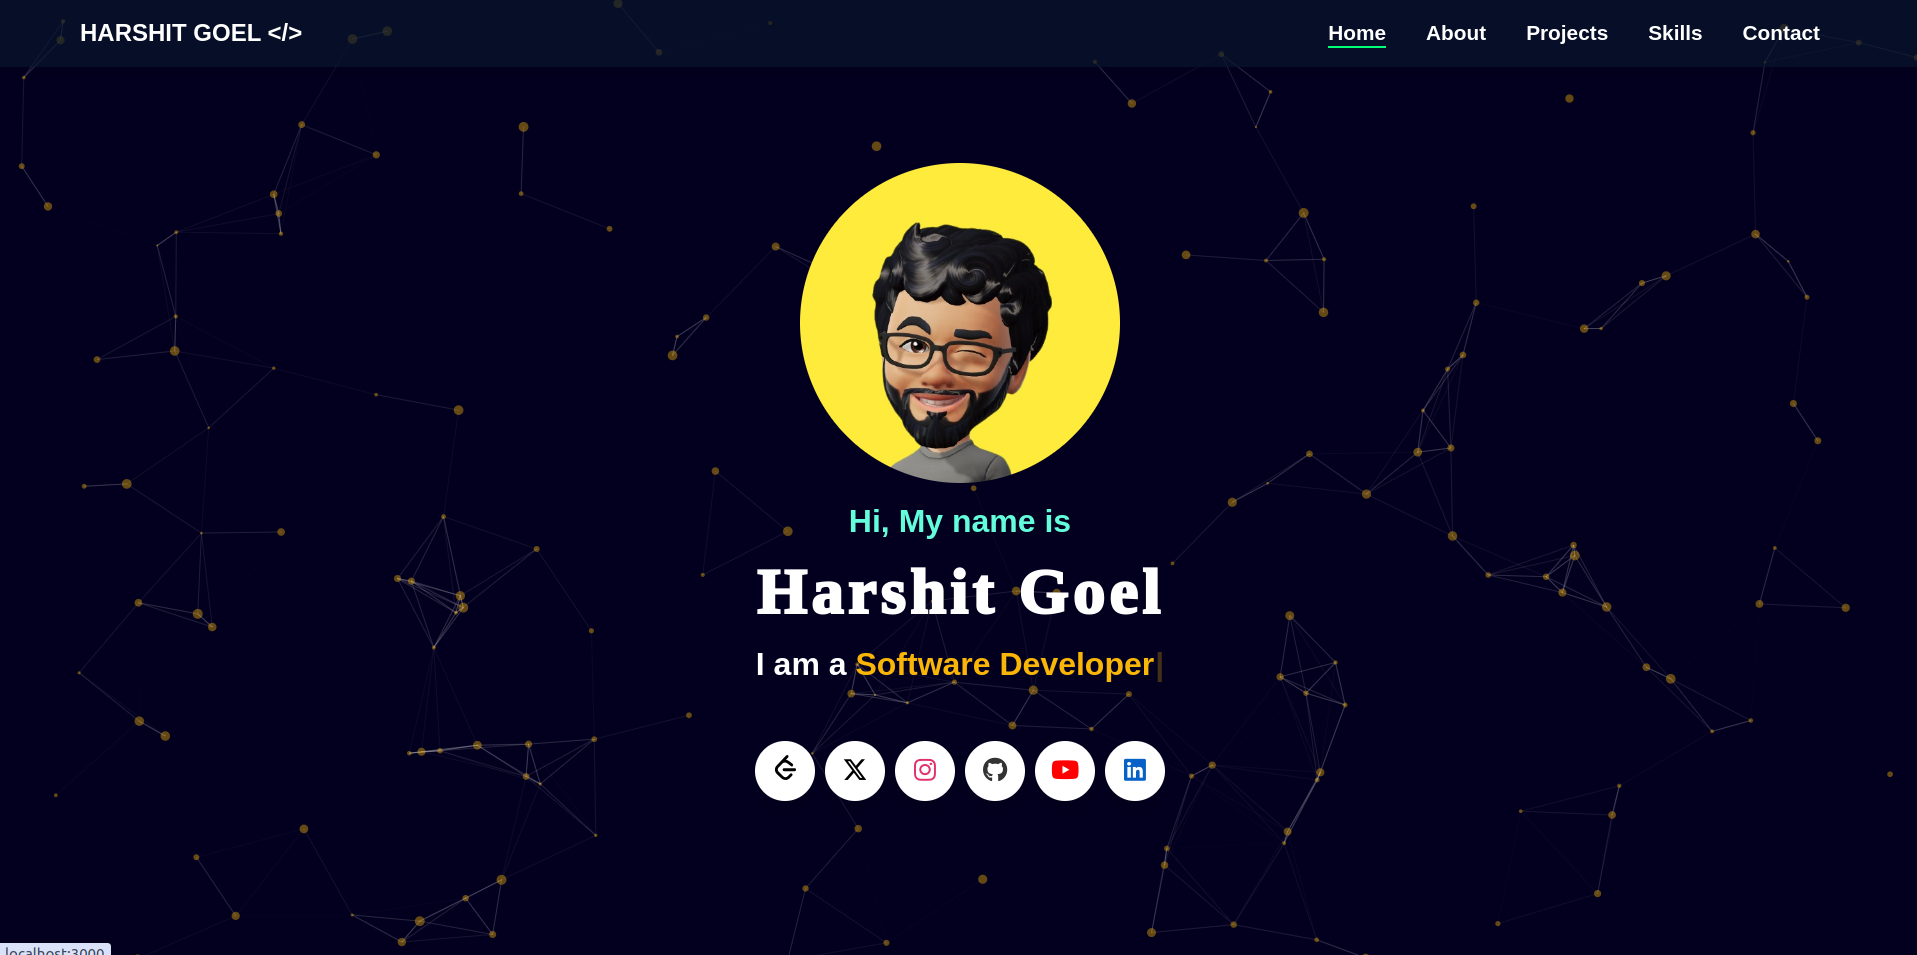 HARSHIT GOEL </>
Home About Projects Skills Contact
Hi, My name is
Harshit Goel
I am a Software Developer|
localhost:3000